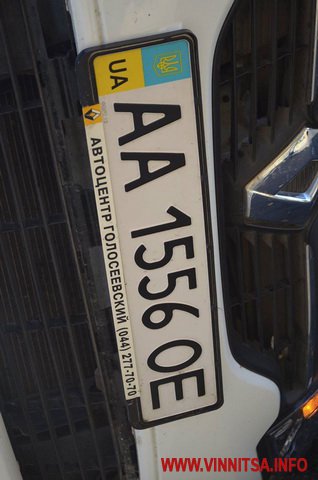 UA
AA 1556 OE
АВТОЦЕНТР ГОЛОСЕЕВСКИЙ (044) 277-70-70
WWW.VINNITSA.INFO